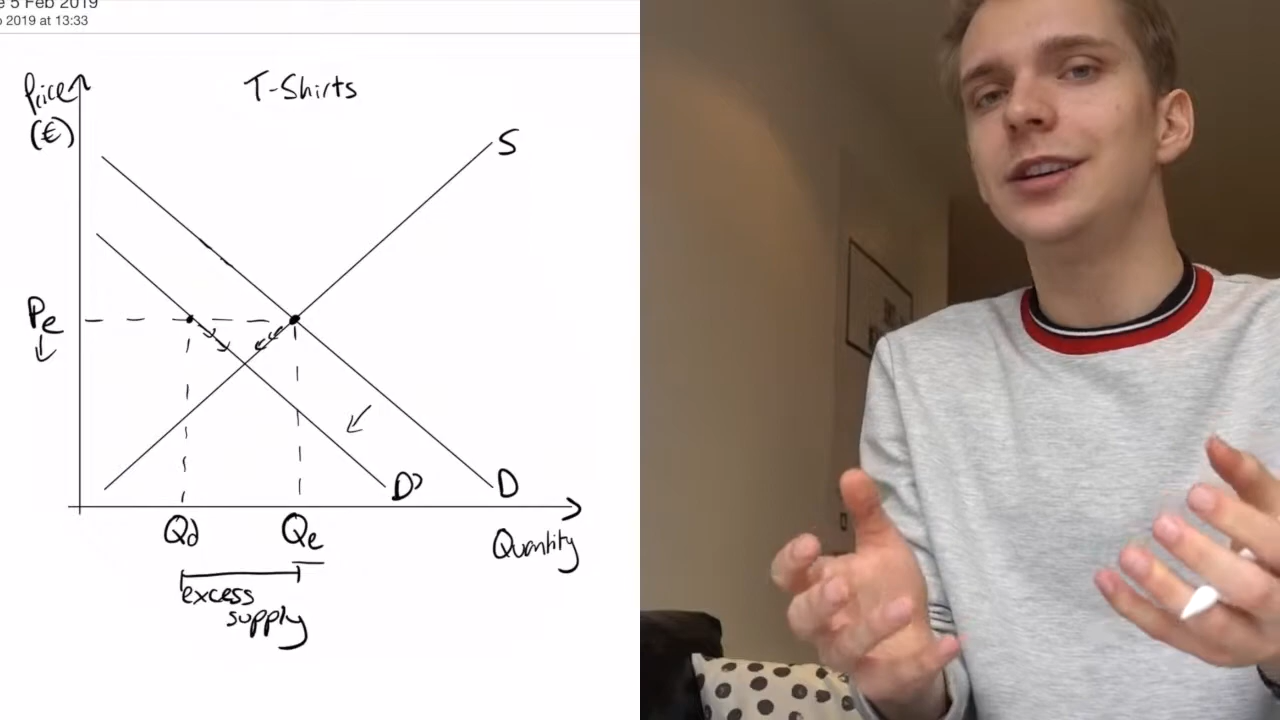 5 Feb 2019
2019 at 13:33
T-Shirts
Price
(€)
S
Pe
D'
D
Qd
Qe
Quantity
excess
supply